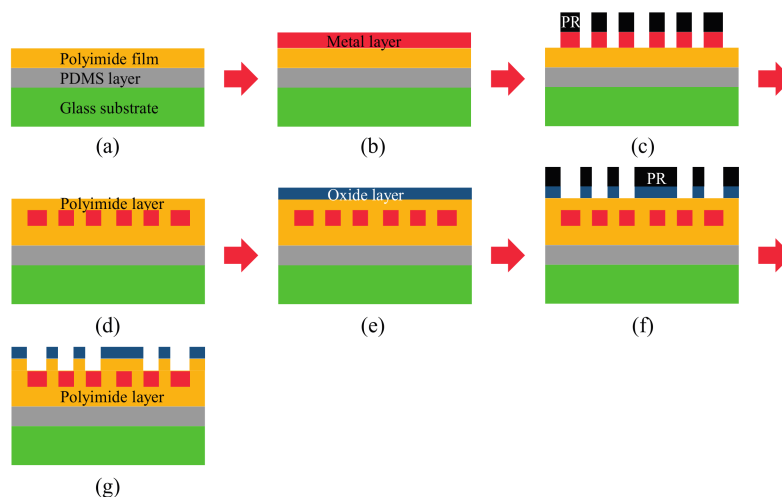 Polyimide film
PDMS layer
Glass substrate
(a)
Metal layer
(b)
PR
(c)
Polyimide layer
(d)
Oxide layer
(e)
PR
(f)
Polyimide layer
(g)